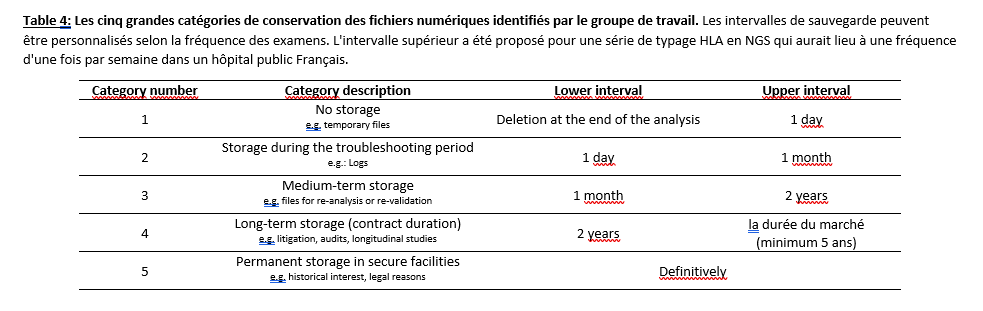 Table 4: Les cinq grandes catégories de conservation des fichiers numériques identifiés par le groupe de travail. Les intervalles de sauvegarde peuvent
être personnalisés selon la fréquence des examens. L'intervalle supérieur a été proposé pour une série de typage HLA en NGS qui aurait lieu à une fréquence
d'une fois par semaine dans un hôpital public Français.
Category number Category description Lower interval Upper interval
1 No storage Deletion at the end of the analysis 1 day
e.g. temporary files
2 Storage during the troubleshooting period 1 day 1 month
e.g.: Logs
3 Medium-term storage 1 month 2 years
e.g. files for re-analysis or re-validation
4 Long-term storage (contract duration) 2 years la durée du marché
e.g. litigation, audits, longitudinal studies (minimum 5 ans)
5 Permanent storage in secure facilities Definitively
e.g. historical interest, legal reasons